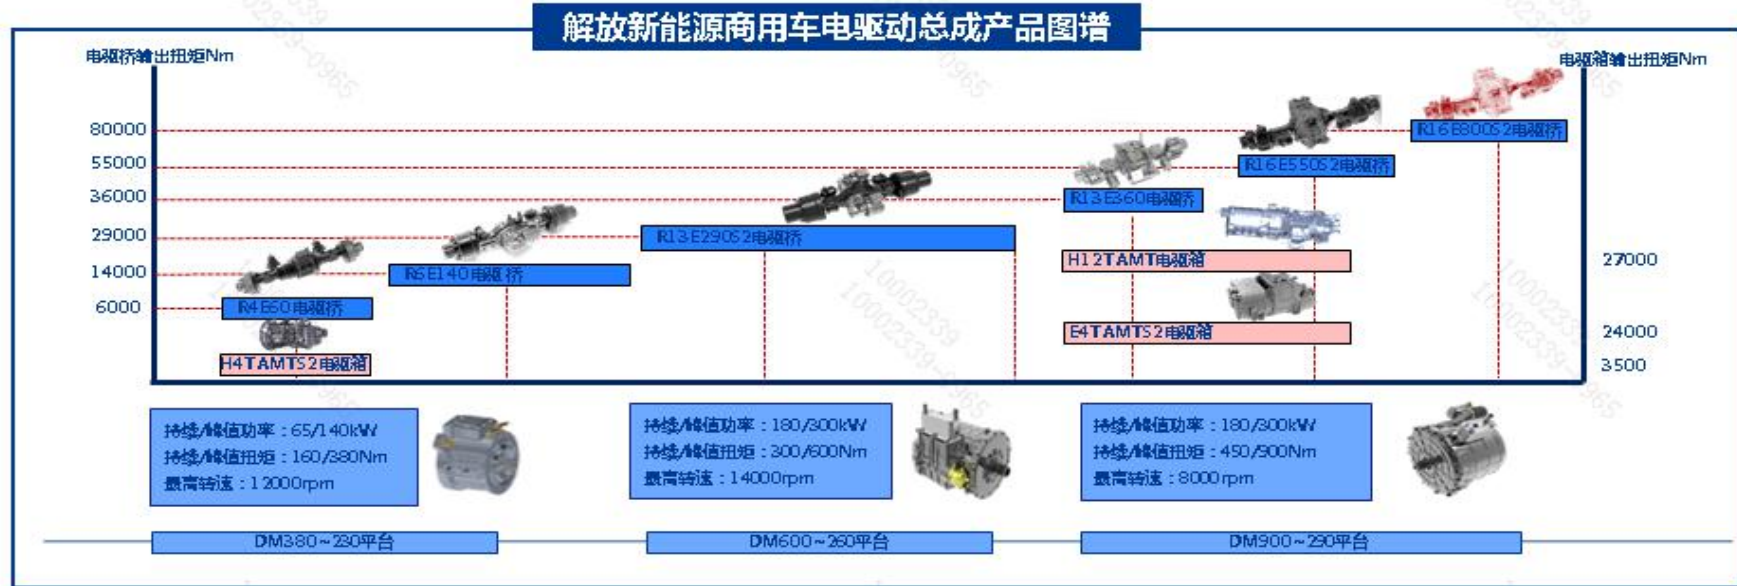 解放新能源商用车电驱动总成产品图谱
电驱桥输出扭矩Nm
电驱箱输出扭矩Nm
80000
R16E800S2电驱桥
55000
R16E550S2电驱桥
36000
R13E360电驱桥
29000
R13E290S2电驱桥
H12TAMT电驱箱
27000
14000
R6E140电驱桥
6000
R4E60电驱桥
E4TAMTS2电驱箱
24000
H4TAMTS2电驱箱
3500
持续/峰值功率：65/140kW
持续/峰值扭矩：160/380Nm
最高转速：12000rpm
持续/峰值功率：180/300kW
持续/峰值扭矩：300/600Nm
最高转速：14000rpm
持续/峰值功率：180/300kW
持续/峰值扭矩：450/900Nm
最高转速：8000rpm
DM380~230平台
DM600~260平台
DM900~290平台
10002339
10002339-0965